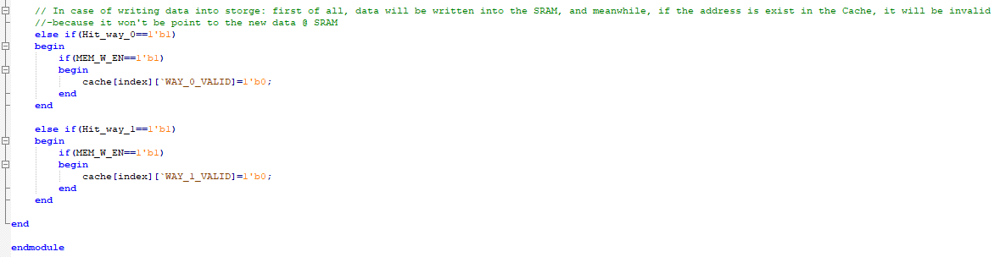 // In case of writing data into storge: first of all, data will be written into the SRAM, and meanwhile, if the address is exist in the Cache, it will be invalid
//-because it won't be point to the new data @ SRAM
else if(Hit_way_0==1'b1)
begin
if(MEM_W_EN==1'b1)
begin
cache[index][`WAY_0_VALID]=1'b0;
end
end
else if(Hit_way_1==1'b1)
begin
if(MEM_W_EN==1'b1)
begin
cache[index][`WAY_1_VALID]=1'b0;
end
end
end
endmodule